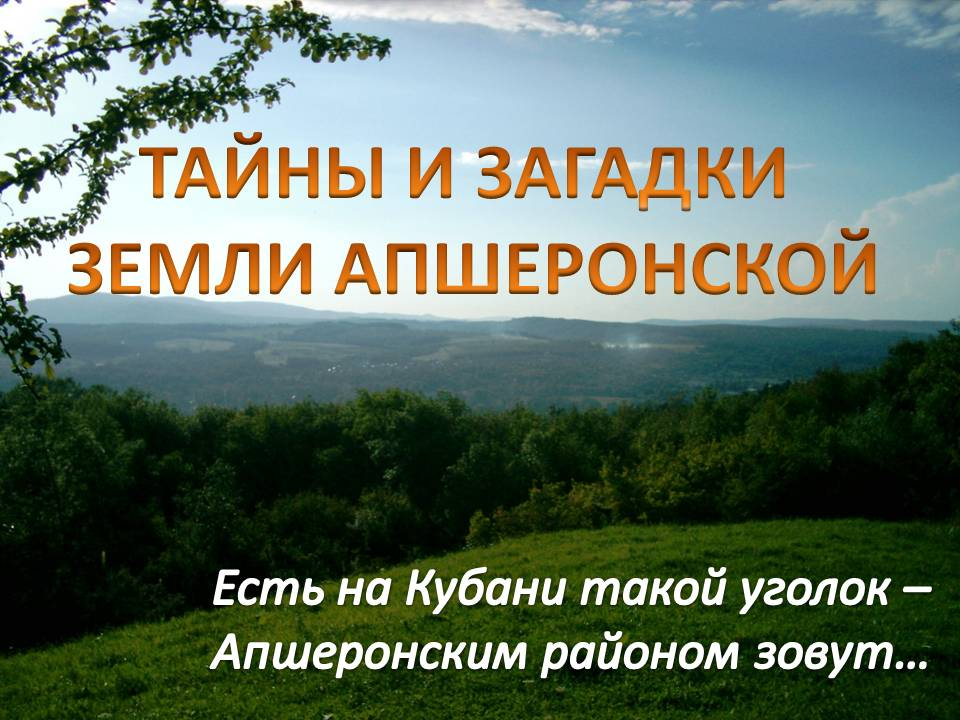 ТАЙНЫ И ЗАГАДКИ
ЗЕМЛИ АПШЕРОНСКОЙ
Есть на Кубани такой уголок –
Апшеронским районом зовут...